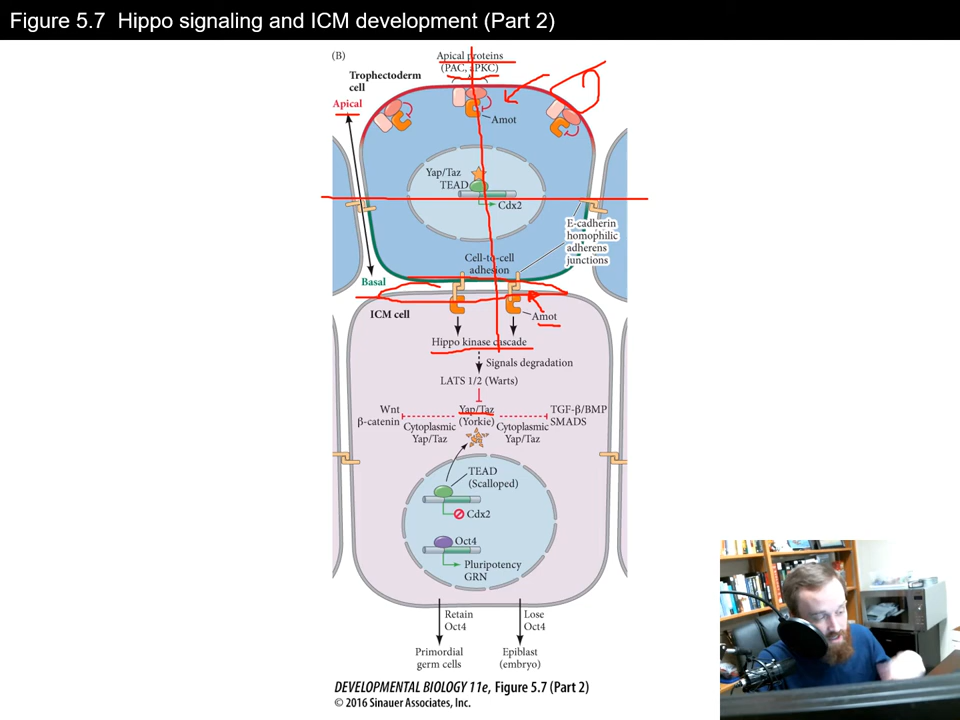 Figure 5.7 Hippo signaling and ICM development (Part 2)
(B)
Apical proteins
(PAC, aPKC)
Trophectoderm
cell
Apical
Amot
Yap/Taz
TEAD
Cdx2
E-cadherin
homophilic
adherens
junctions
Cell-to-cell
adhesion
Basal
ICM cell
Amot
Hippo kinase cascade
Signals degradation
LATS 1/2 (Warts)
Wnt
β-catenin
Yap/Taz
(Yorkie)
TGF-β/BMP
SMADS
Cytoplasmic
Yap/Taz
Cytoplasmic
Yap/Taz
TEAD
(Scalloped)
Cdx2
Oct4
Pluripotency
GRN
Retain
Oct4
Lose
Oct4
Primordial
germ cells
Epiblast
(embryo)
DEVELOPMENTAL BIOLOGY 11e, Figure 5.7 (Part 2)
© 2016 Sinauer Associates, Inc.